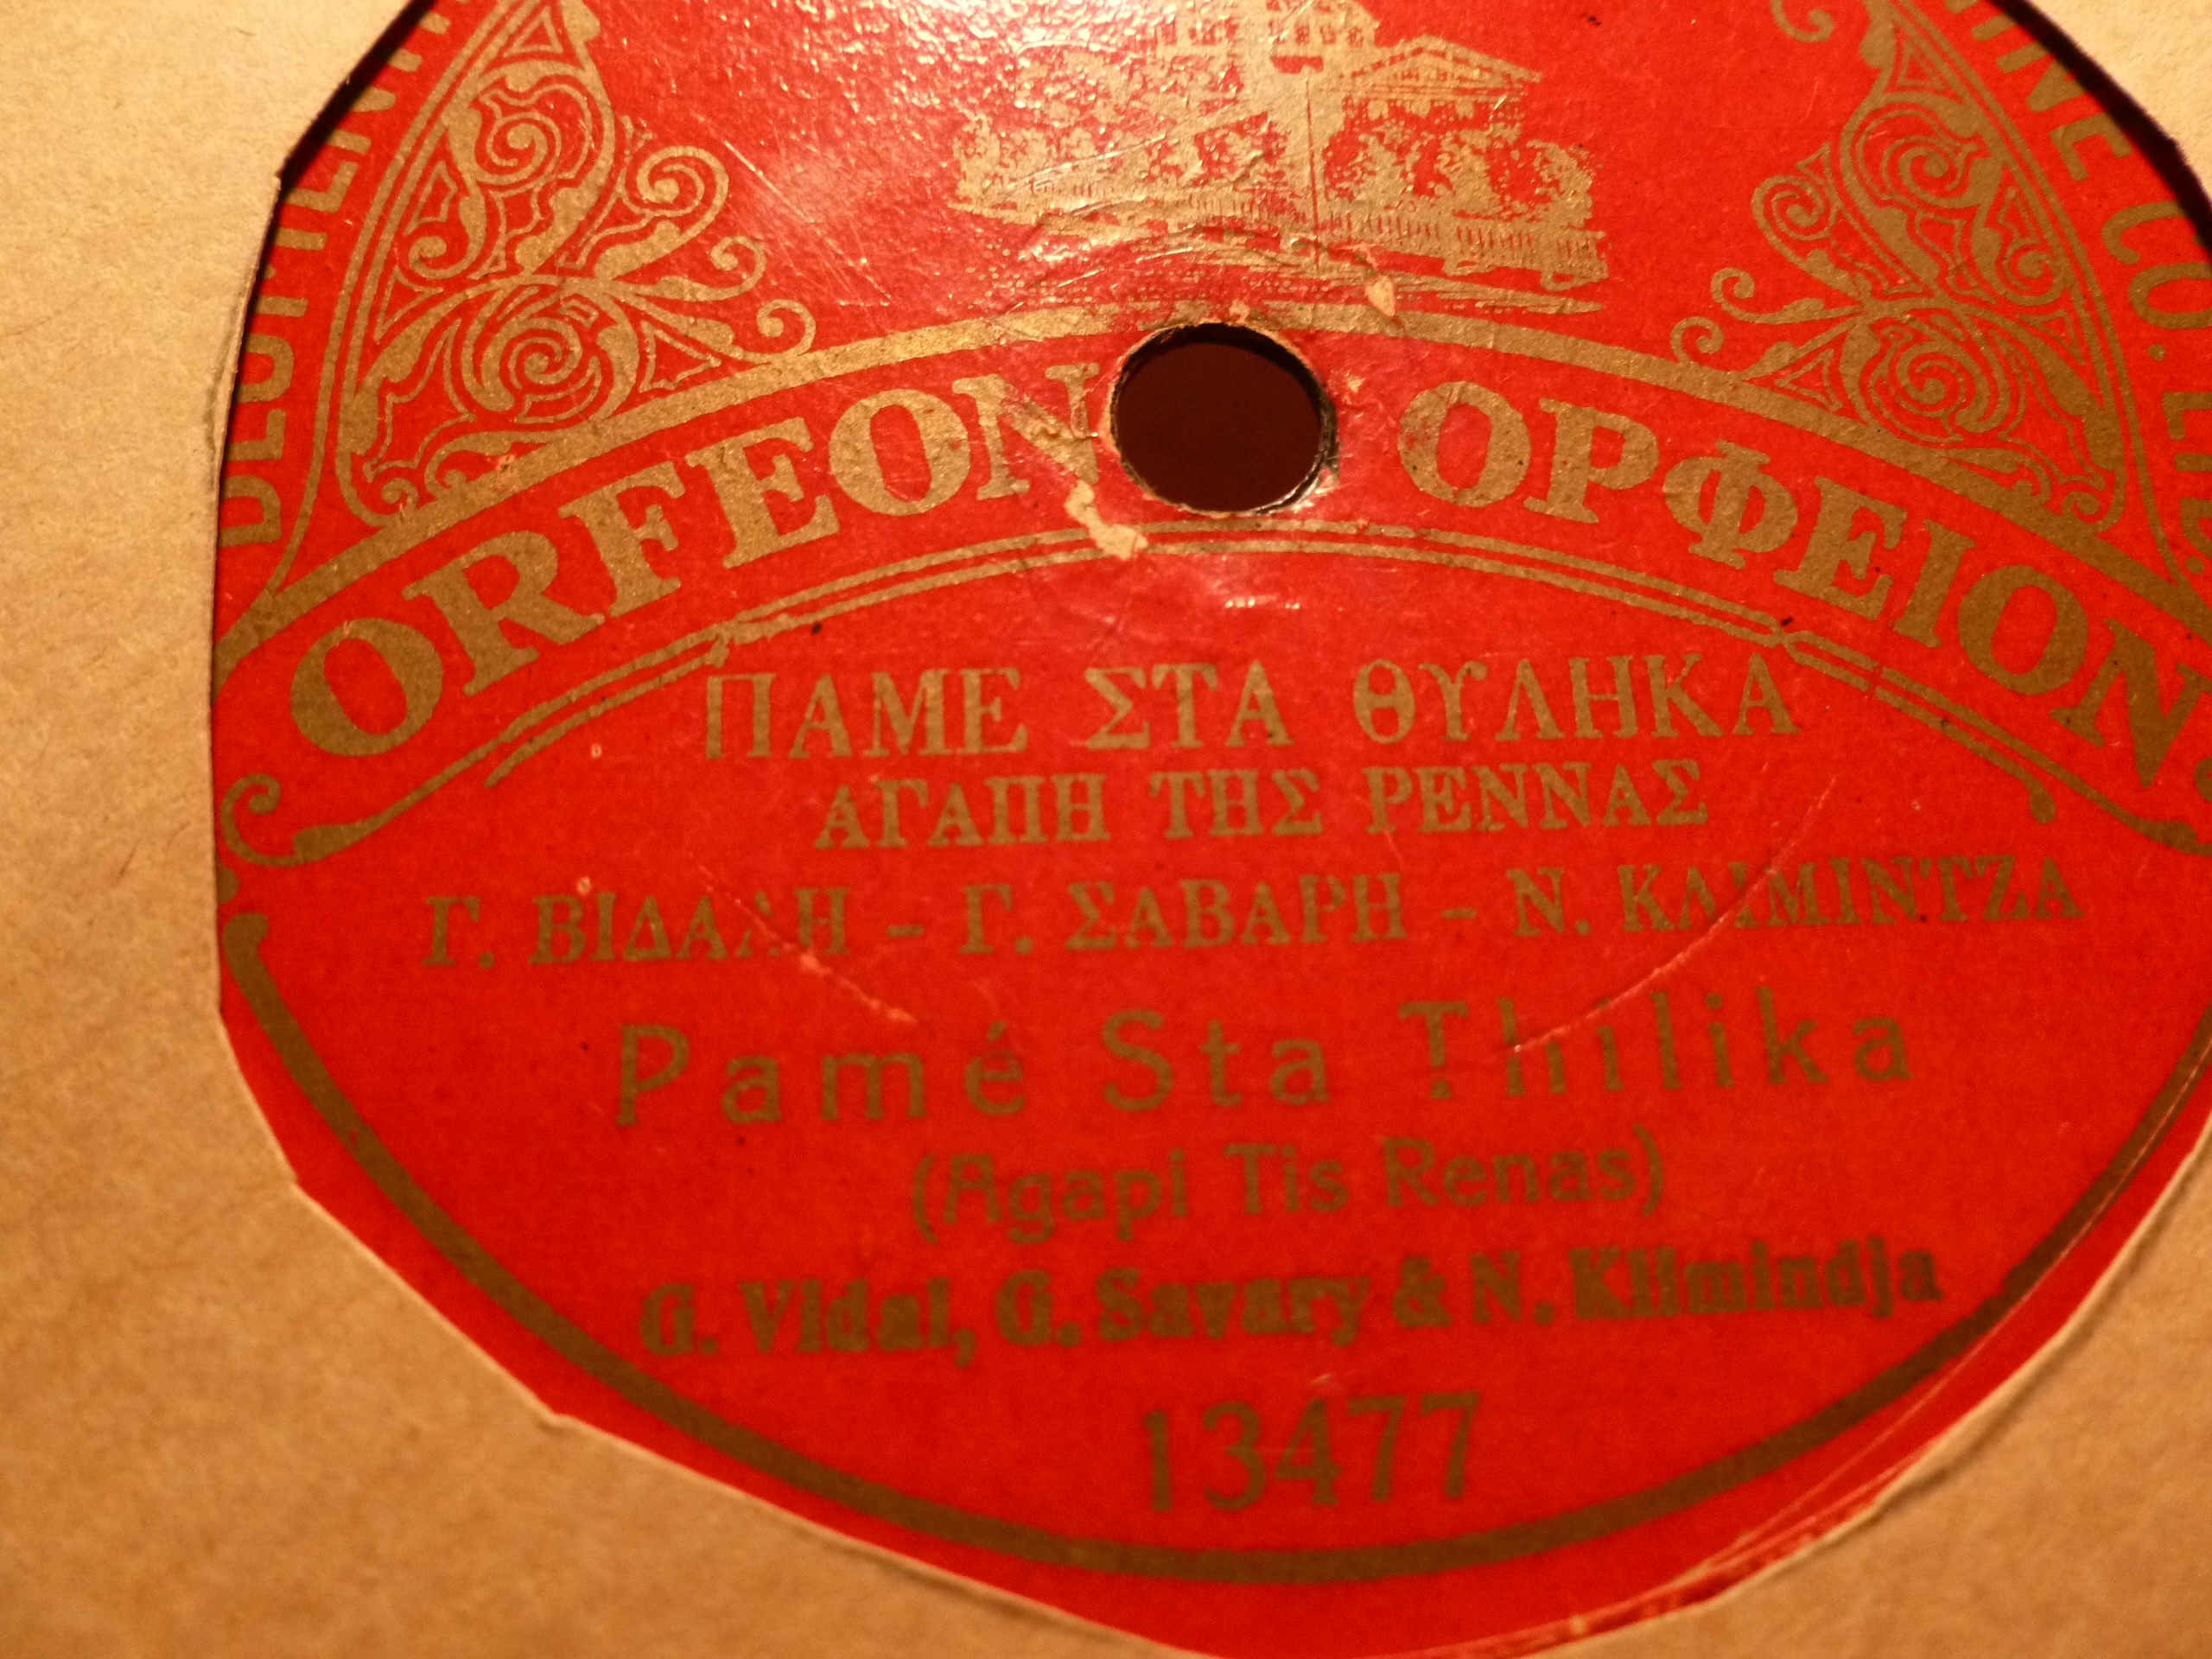 ORFEON ΟΡΦΕΙΟΝ
ΠΑΜΕ ΣΤΑ ΘΥΛΗΚΑ
ΑΓΑΠΗ ΤΗΣ ΡΕΝΝΑΣ
Γ. ΒΙΔΑΛΗ – Γ. ΣΑΒΑΡΗ – Ν. ΚΛΙΜΙΝΤΖΑ
Pamé Sta Thilika
(Agapi Tis Renas)
G. Vidal, G. Savary & N. Klimindja
13477